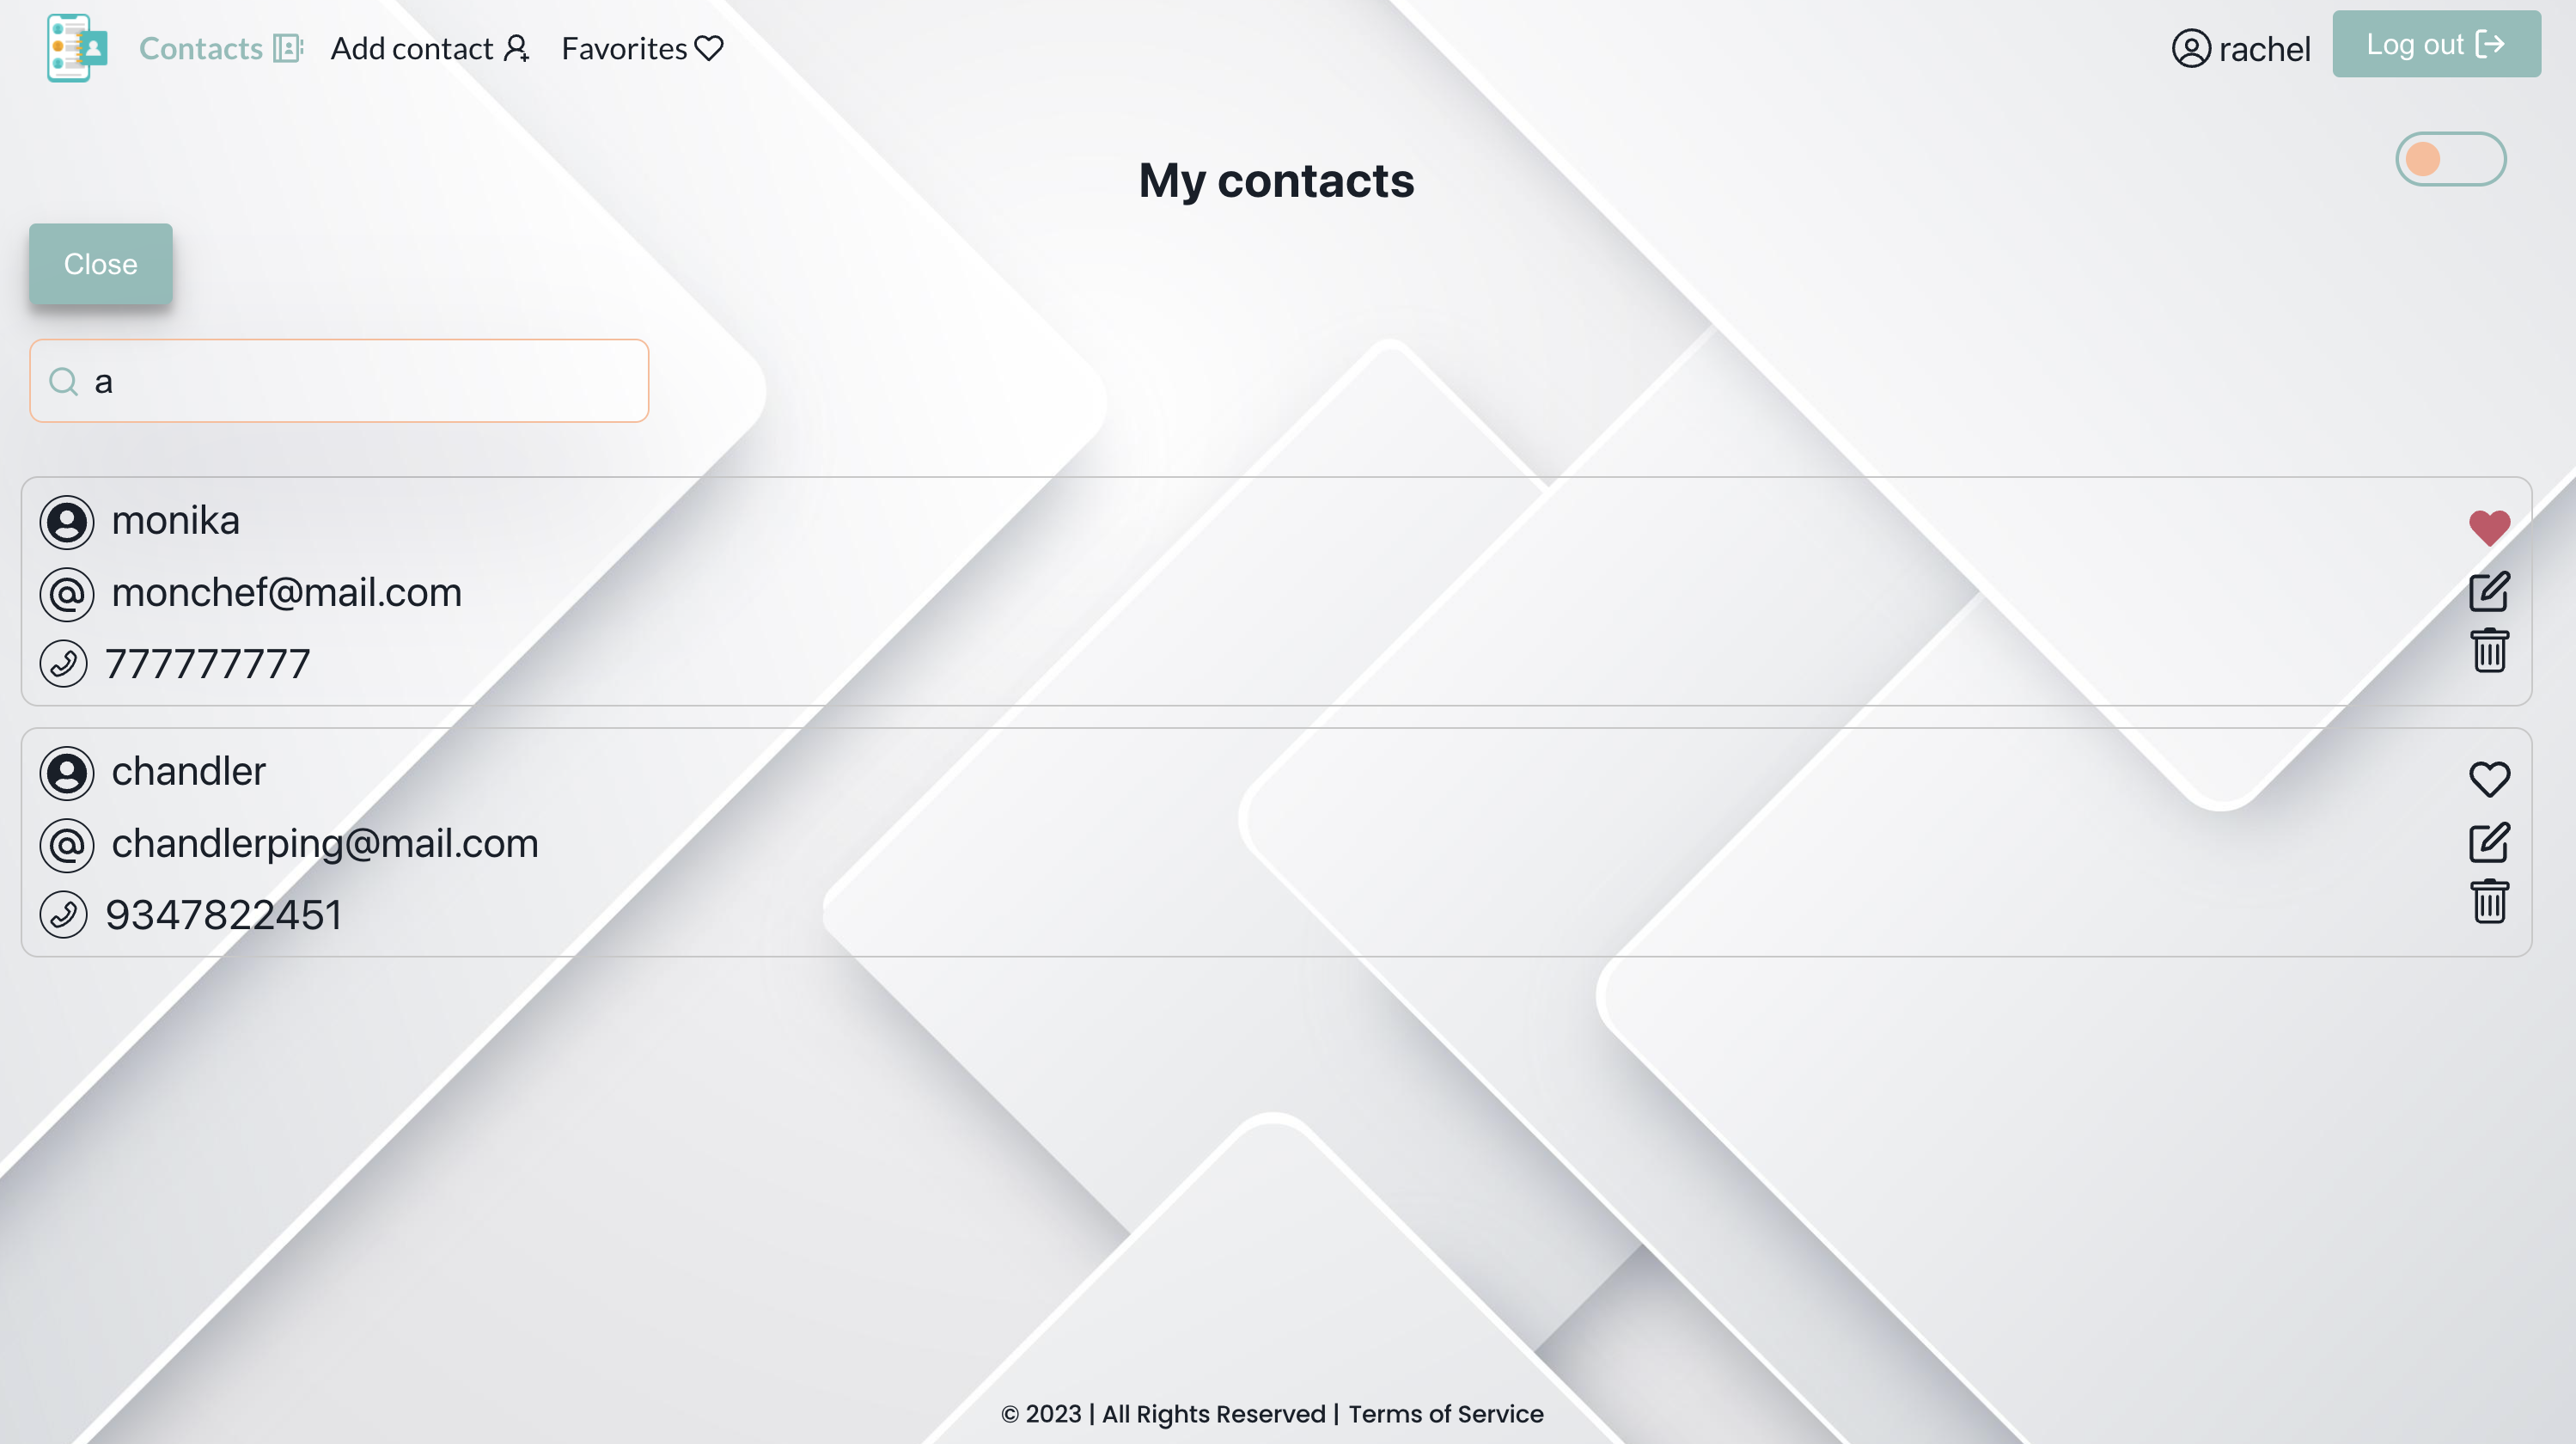 Contacts Add contact Favorites rachel Log out
My contacts
Close
a
monika
monchef@mail.com
777777777
chandler
chandlerping@mail.com
9347822451
© 2023 | All Rights Reserved | Terms of Service